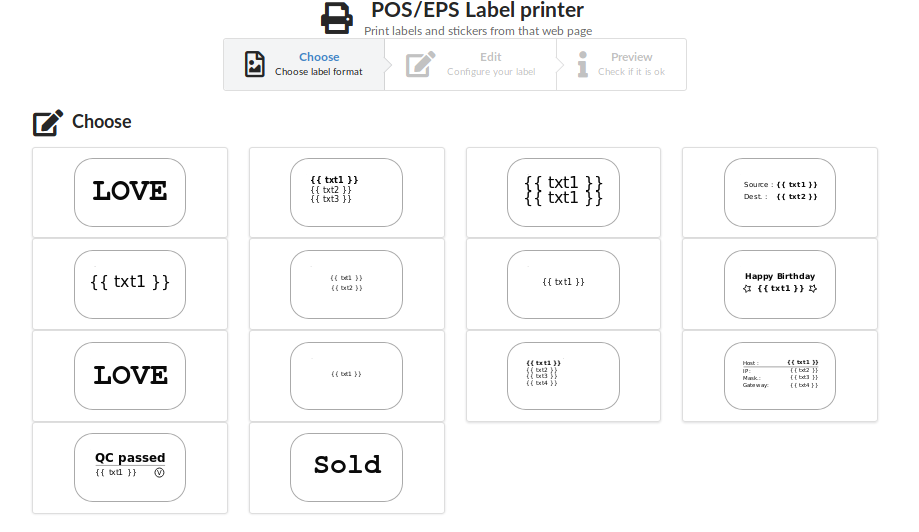 POS/EPS Label printer
Print labels and stickers from that web page
Choose
Choose label format
Edit
Configure your label
Preview
Check if it is ok
Choose
LOVE
{{ txt1 }}
{{ txt2 }}
{{ txt3 }}
{{ txt1 }}
{{ txt1 }}
Source : {{ txt1 }}
Dest. : {{ txt2 }}
{{ txt1 }}
{{ txt1 }}
{{ txt2 }}
{{ txt1 }}
Happy Birthday
{{ txt1 }}
LOVE
{{ txt1 }}
{{ txt1 }}
{{ txt2 }}
{{ txt3 }}
{{ txt4 }}
Host : {{ txt1 }}
IP: {{ txt2 }}
Mask.: {{ txt3 }}
Gateway: {{ txt4 }}
QC passed
{{ txt1 }} V
Sold